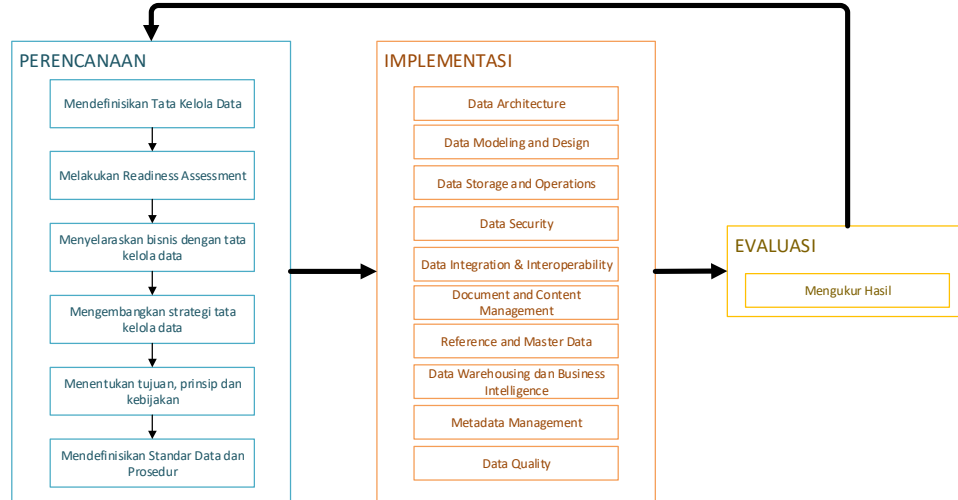 PERENCANAAN
Mendefinisikan Tata Kelola Data
Melakukan Readiness Assessment
Menyelaraskan bisnis dengan tata
kelola data
Mengembangkan strategi tata
kelola data
Menentukan tujuan, prinsip dan
kebijakan
Mendefinisikan Standar Data dan
Prosedur
IMPLEMENTASI
Data Architecture
Data Modeling and Design
Data Storage and Operations
Data Security
Data Integration & Interoperability
Document and Content
Management
Reference and Master Data
Data Warehousing dan Business
Intelligence
Metadata Management
Data Quality
EVALUASI
Mengukur Hasil